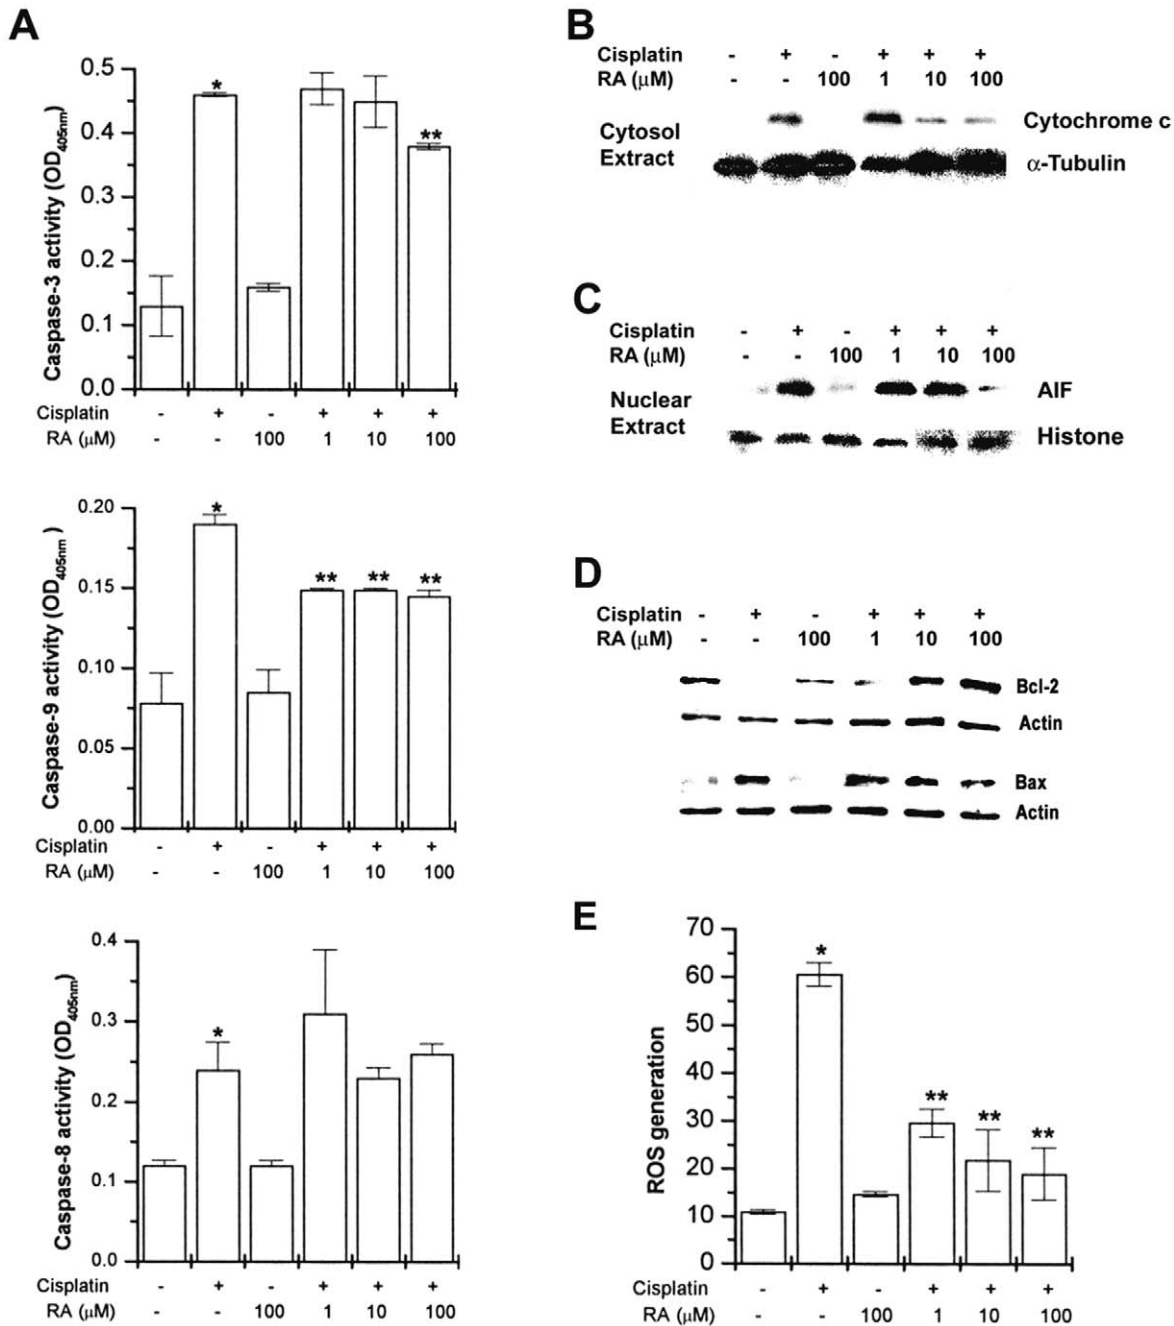 A
Caspase-3 activity (OD405nm)
0.5
0.4
0.3
0.2
0.1
0.0
*
**
Cisplatin - + - + + +
RA (μM) - - 100 1 10 100
Caspase-9 activity (OD405nm)
0.20
0.15
0.10
0.05
0.00
*
** ** **
Cisplatin - + - + + +
RA (μM) - - 100 1 10 100
Caspase-8 activity (OD405nm)
0.4
0.3
0.2
0.1
0.0
*
Cisplatin - + - + + +
RA (μM) - - 100 1 10 100
B
Cisplatin - + - + + +
RA (μM) - - 100 1 10 100
Cytosol
Extract
Cytochrome c
α-Tubulin
C
Cisplatin - + - + + +
RA (μM) - - 100 1 10 100
Nuclear
Extract
AIF
Histone
D
Cisplatin - + - + + +
RA (μM) - - 100 1 10 100
Bcl-2
Actin
Bax
Actin
E
ROS generation
70
60
50
40
30
20
10
0
*
** ** **
Cisplatin - + - + + +
RA (μM) - - 100 1 10 100